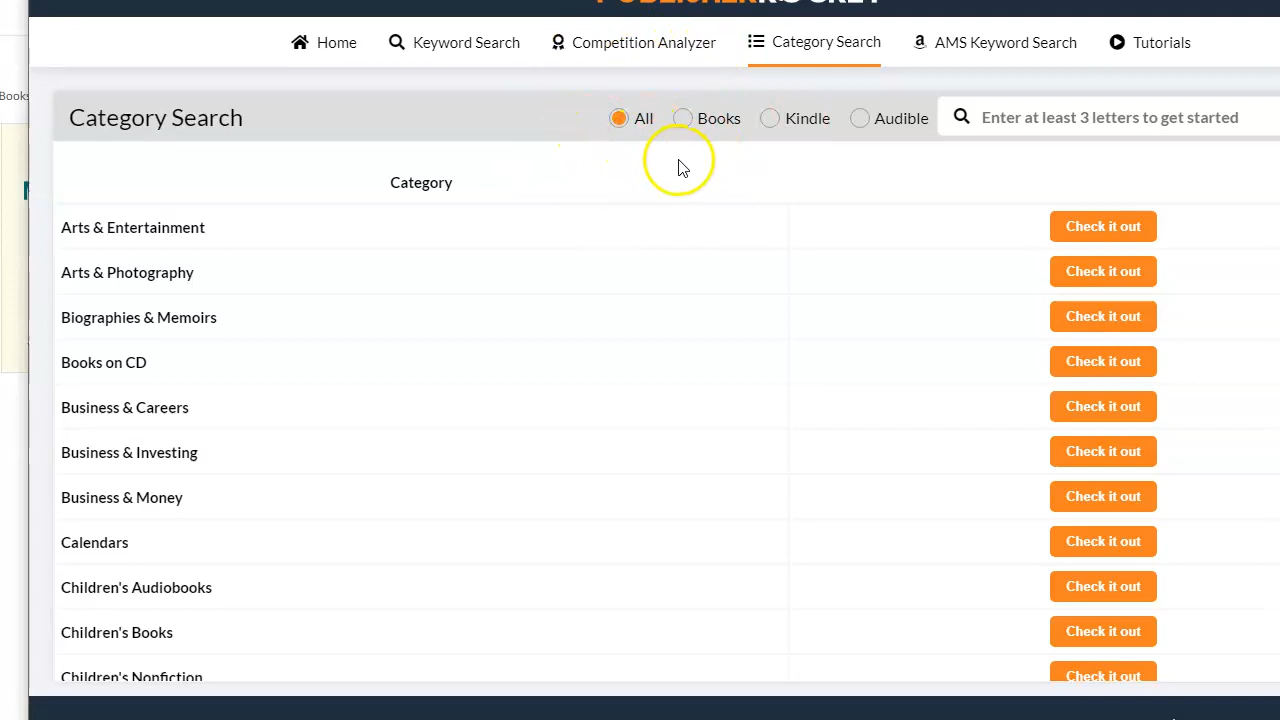 PUBLISHER ROCKET
Home
Keyword Search
Competition Analyzer
Category Search
AMS Keyword Search
Tutorials
Books
Category Search
All
Books
Kindle
Audible
Enter at least 3 letters to get started
Category
Arts & Entertainment
Check it out
Arts & Photography
Check it out
Biographies & Memoirs
Check it out
Books on CD
Check it out
Business & Careers
Check it out
Business & Investing
Check it out
Business & Money
Check it out
Calendars
Check it out
Children's Audiobooks
Check it out
Children's Books
Check it out
Children's Nonfiction
Check it out